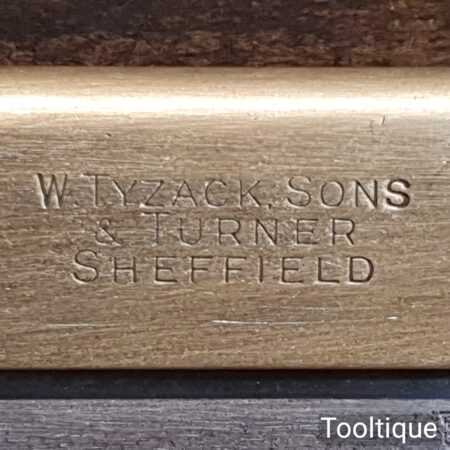 W. TYZACK, SONS
& TURNER
SHEFFIELD
Tooltique